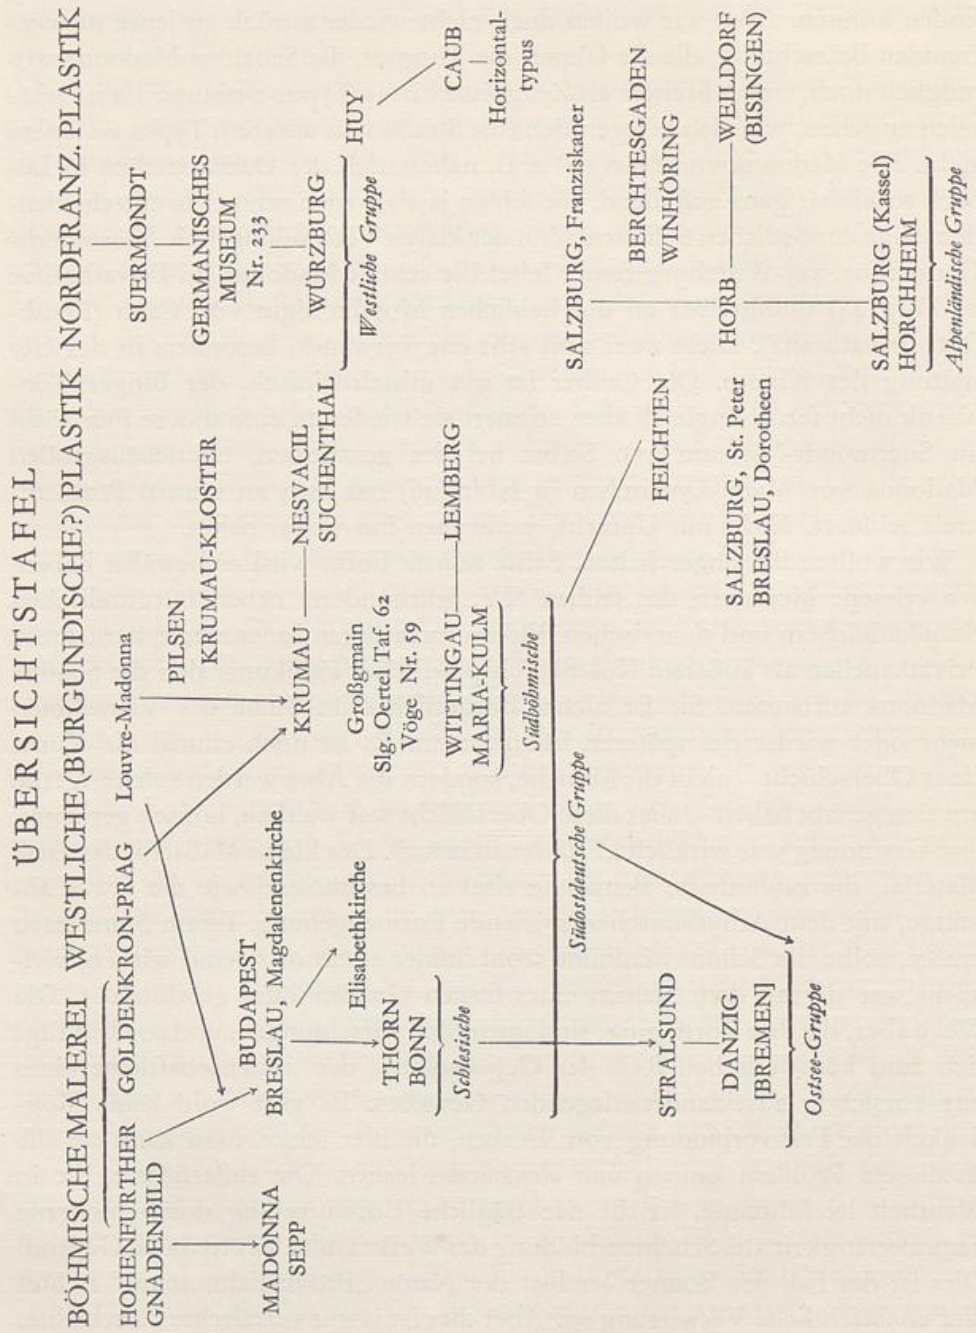 ÜBERSICHTSTAFEL
BÖHMISCHE MALEREI WESTLICHE (BURGUNDISCHE?) PLASTIK NORDFRANZ. PLASTIK
HOHENFURTHER GOLDENKRON-PRAG Louvre-Madonna
GNADENBILD
PILSEN
KRUMAU-KLOSTER
SUERMONDT
GERMANISCHES
MUSEUM
Nr. 233
MADONNA
SEPP
BUDAPEST
BRESLAU, Magdalenenkirche
Elisabethkirche
KRUMAU
NESVAČIL
SUCHENTHAL
WÜRZBURG
HUY
Westliche Gruppe
CAUB
Horizontal-
typus
THORN
BONN
Schlesische
Großgmain
Slg. Oertel Taf. 62
Vöge Nr. 59
WITTINGAU
LEMBERG
MARIA-KULM
Südböhmische
Südostdeutsche Gruppe
FEICHTEN
SALZBURG, St. Peter
BRESLAU, Dorotheen
SALZBURG, Franziskaner
BERCHTESGADEN
WINHÖRING
HORB
WEILDORF
(BISINGEN)
SALZBURG (Kassel)
HORCHHEIM
Alpenländische Gruppe
STRALSUND
DANZIG
[BREMEN]
Ostsee-Gruppe